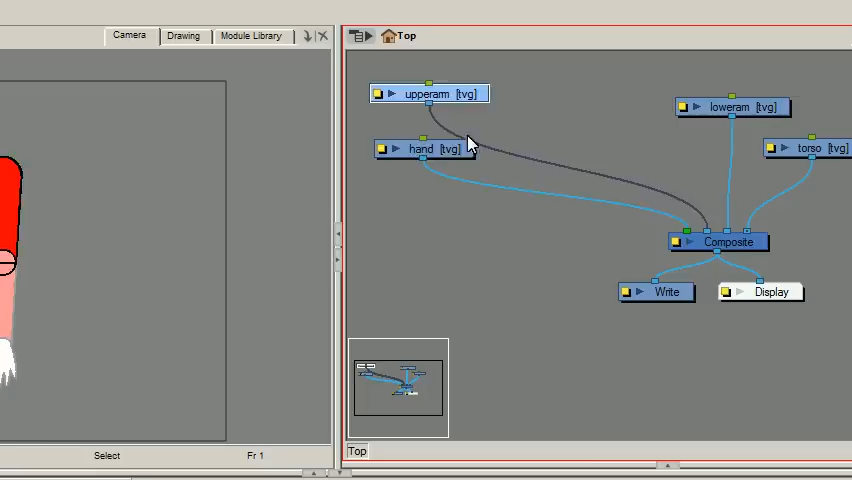 Camera
Drawing
Module Library
Top
upperarm [tvg]
loweram [tvg]
hand [tvg]
torso [tvg]
Composite
Write
Display
Top
Select
Fr 1